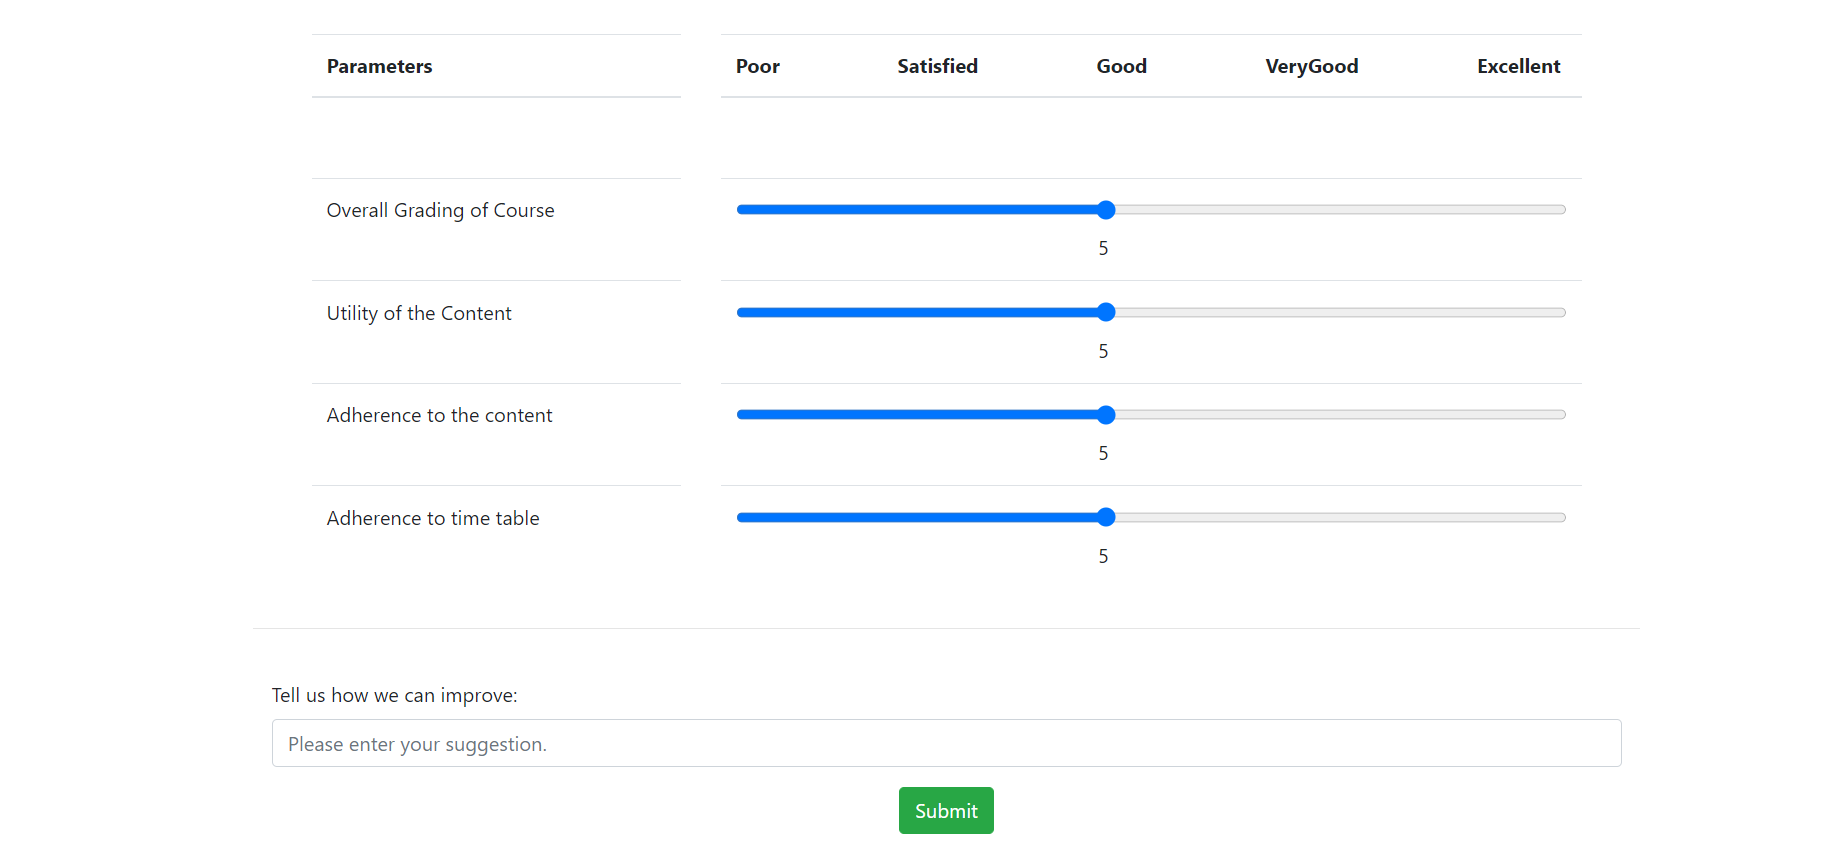 Parameters Poor Satisfied Good VeryGood Excellent
Overall Grading of Course
5
Utility of the Content
5
Adherence to the content
5
Adherence to time table
5
Tell us how we can improve:
Please enter your suggestion.
Submit